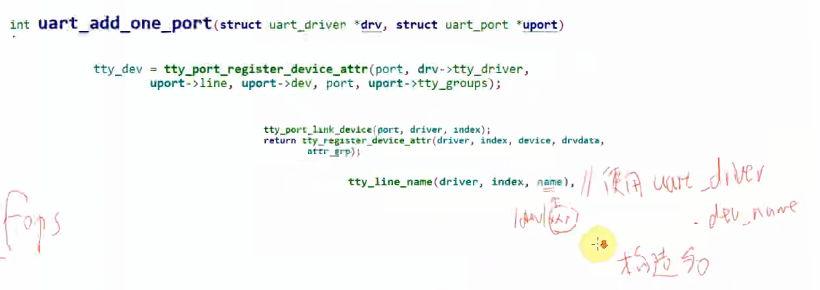 int uart_add_one_port(struct uart_driver *drv, struct uart_port *uport)
tty_dev = tty_port_register_device_attr(port, drv->tty_driver,
uport->line, uport->dev, port, uport->tty_groups);
tty_port_link_device(port, driver, index);
return tty_register_device_attr(driver, index, device, drvdata,
attr_grp);
tty_line_name(driver, index, name), // 使用 uart_driver
/dev/
. dev_name
Fops
构造